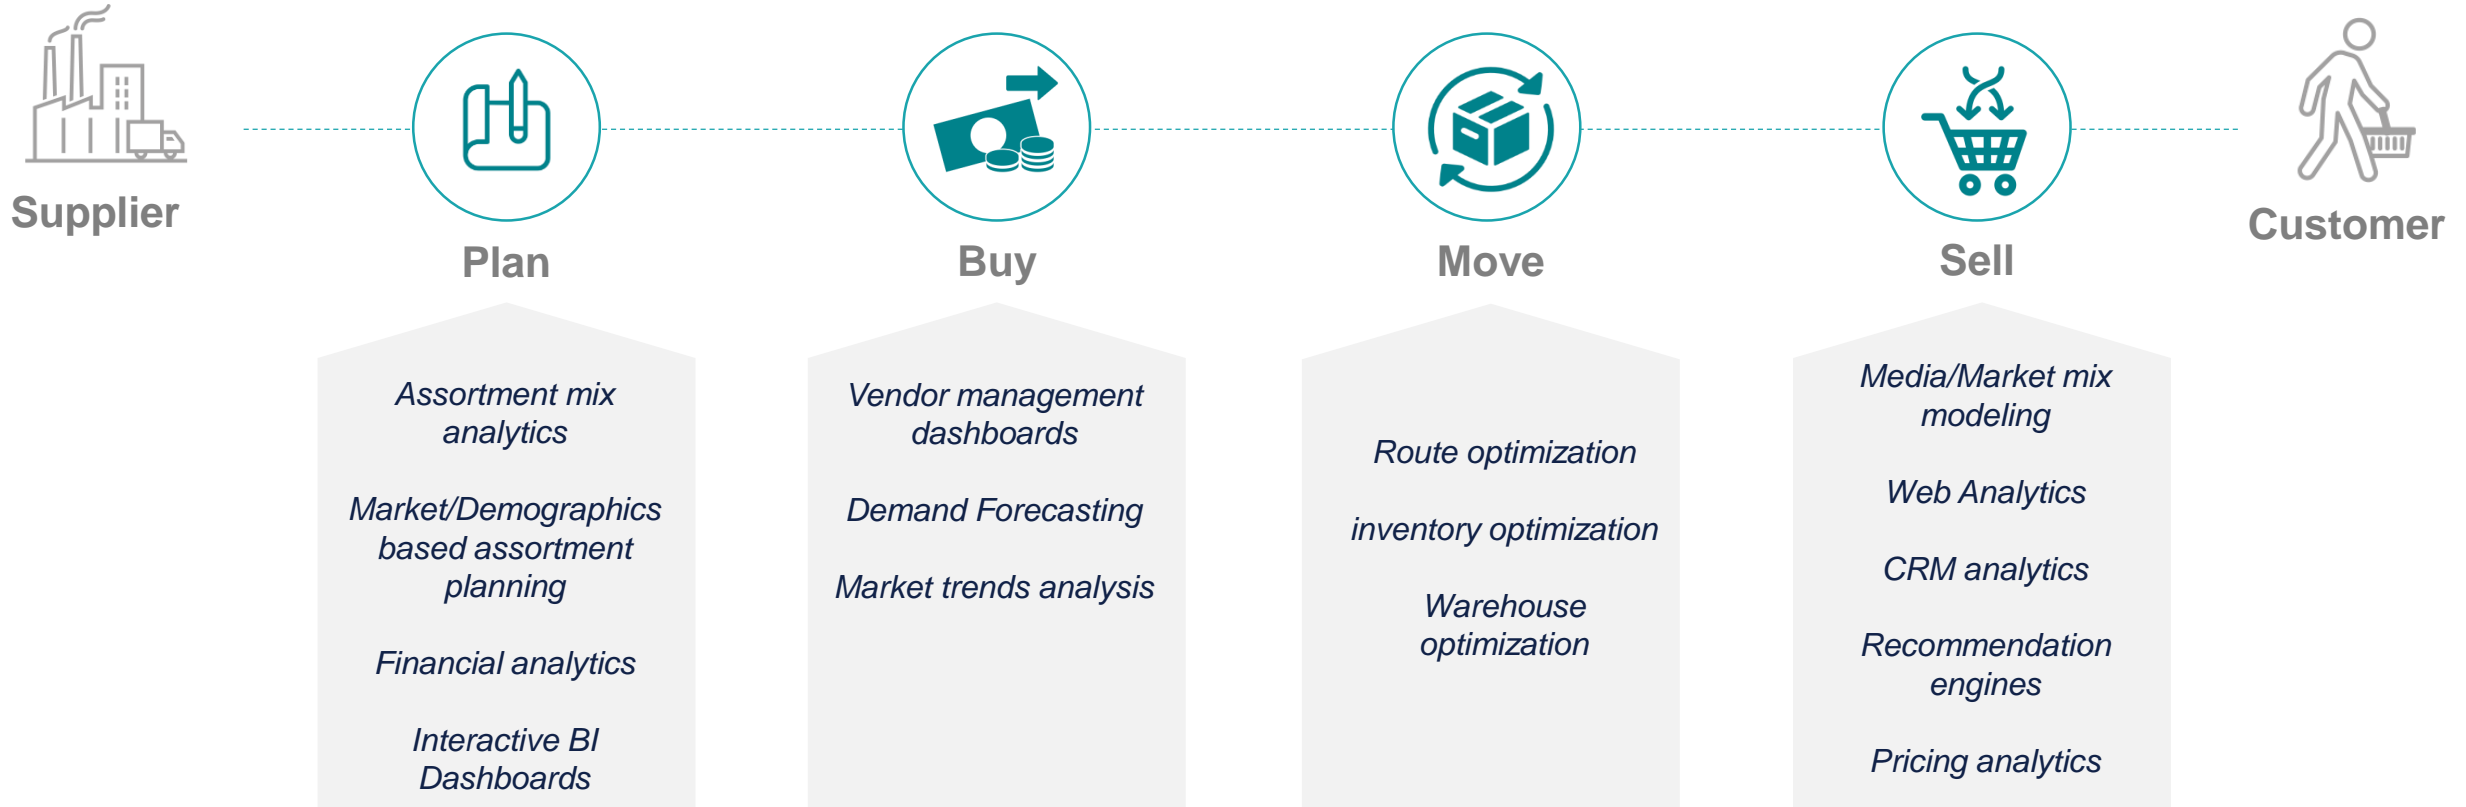 Supplier
Plan
Buy
Move
Sell
Customer
Assortment mix
analytics
Market/Demographics
based assortment
planning
Financial analytics
Interactive BI
Dashboards
Vendor management
dashboards
Demand Forecasting
Market trends analysis
Route optimization
inventory optimization
Warehouse
optimization
Media/Market mix
modeling
Web Analytics
CRM analytics
Recommendation
engines
Pricing analytics